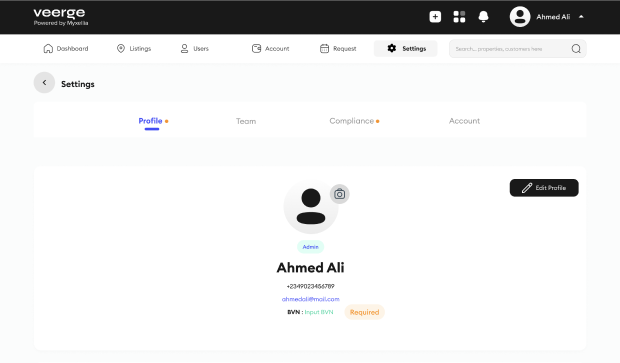 veerge
Powered by Myxellia
Ahmed Ali
Dashboard
Listings
Users
Account
Request
Settings
Search... properties, customers here
Settings
Profile
Team
Compliance
Account
Edit Profile
Admin
Ahmed Ali
+2349023456789
ahmedali@mail.com
BVN : Input BVN Required